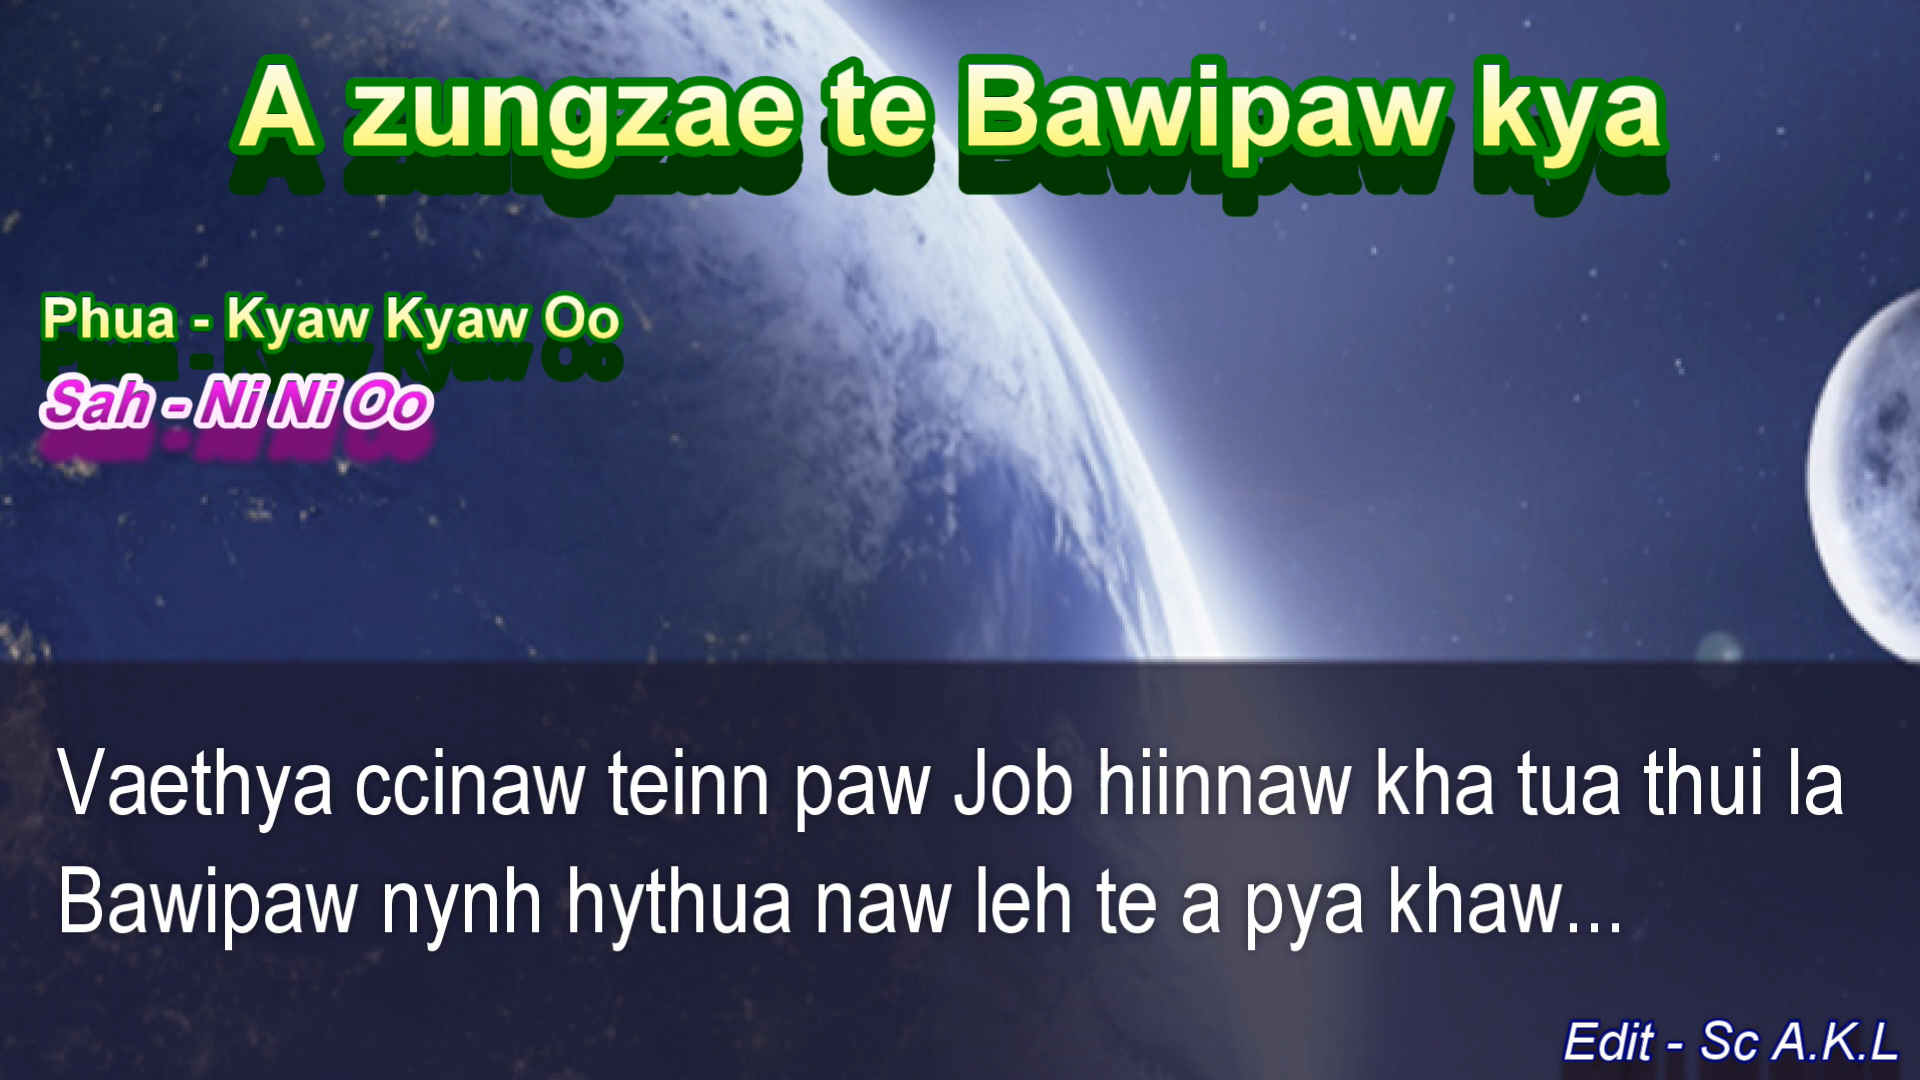 A zungzae te Bawipaw kya
Phua - Kyaw Kyaw Oo
Sah - Ni Ni Oo
Vaethya ccinaw teinn paw Job hiinnaw kha tua thui la
Bawipaw nynh hythua naw leh te a pya khaw...
Edit - Sc A.K.L